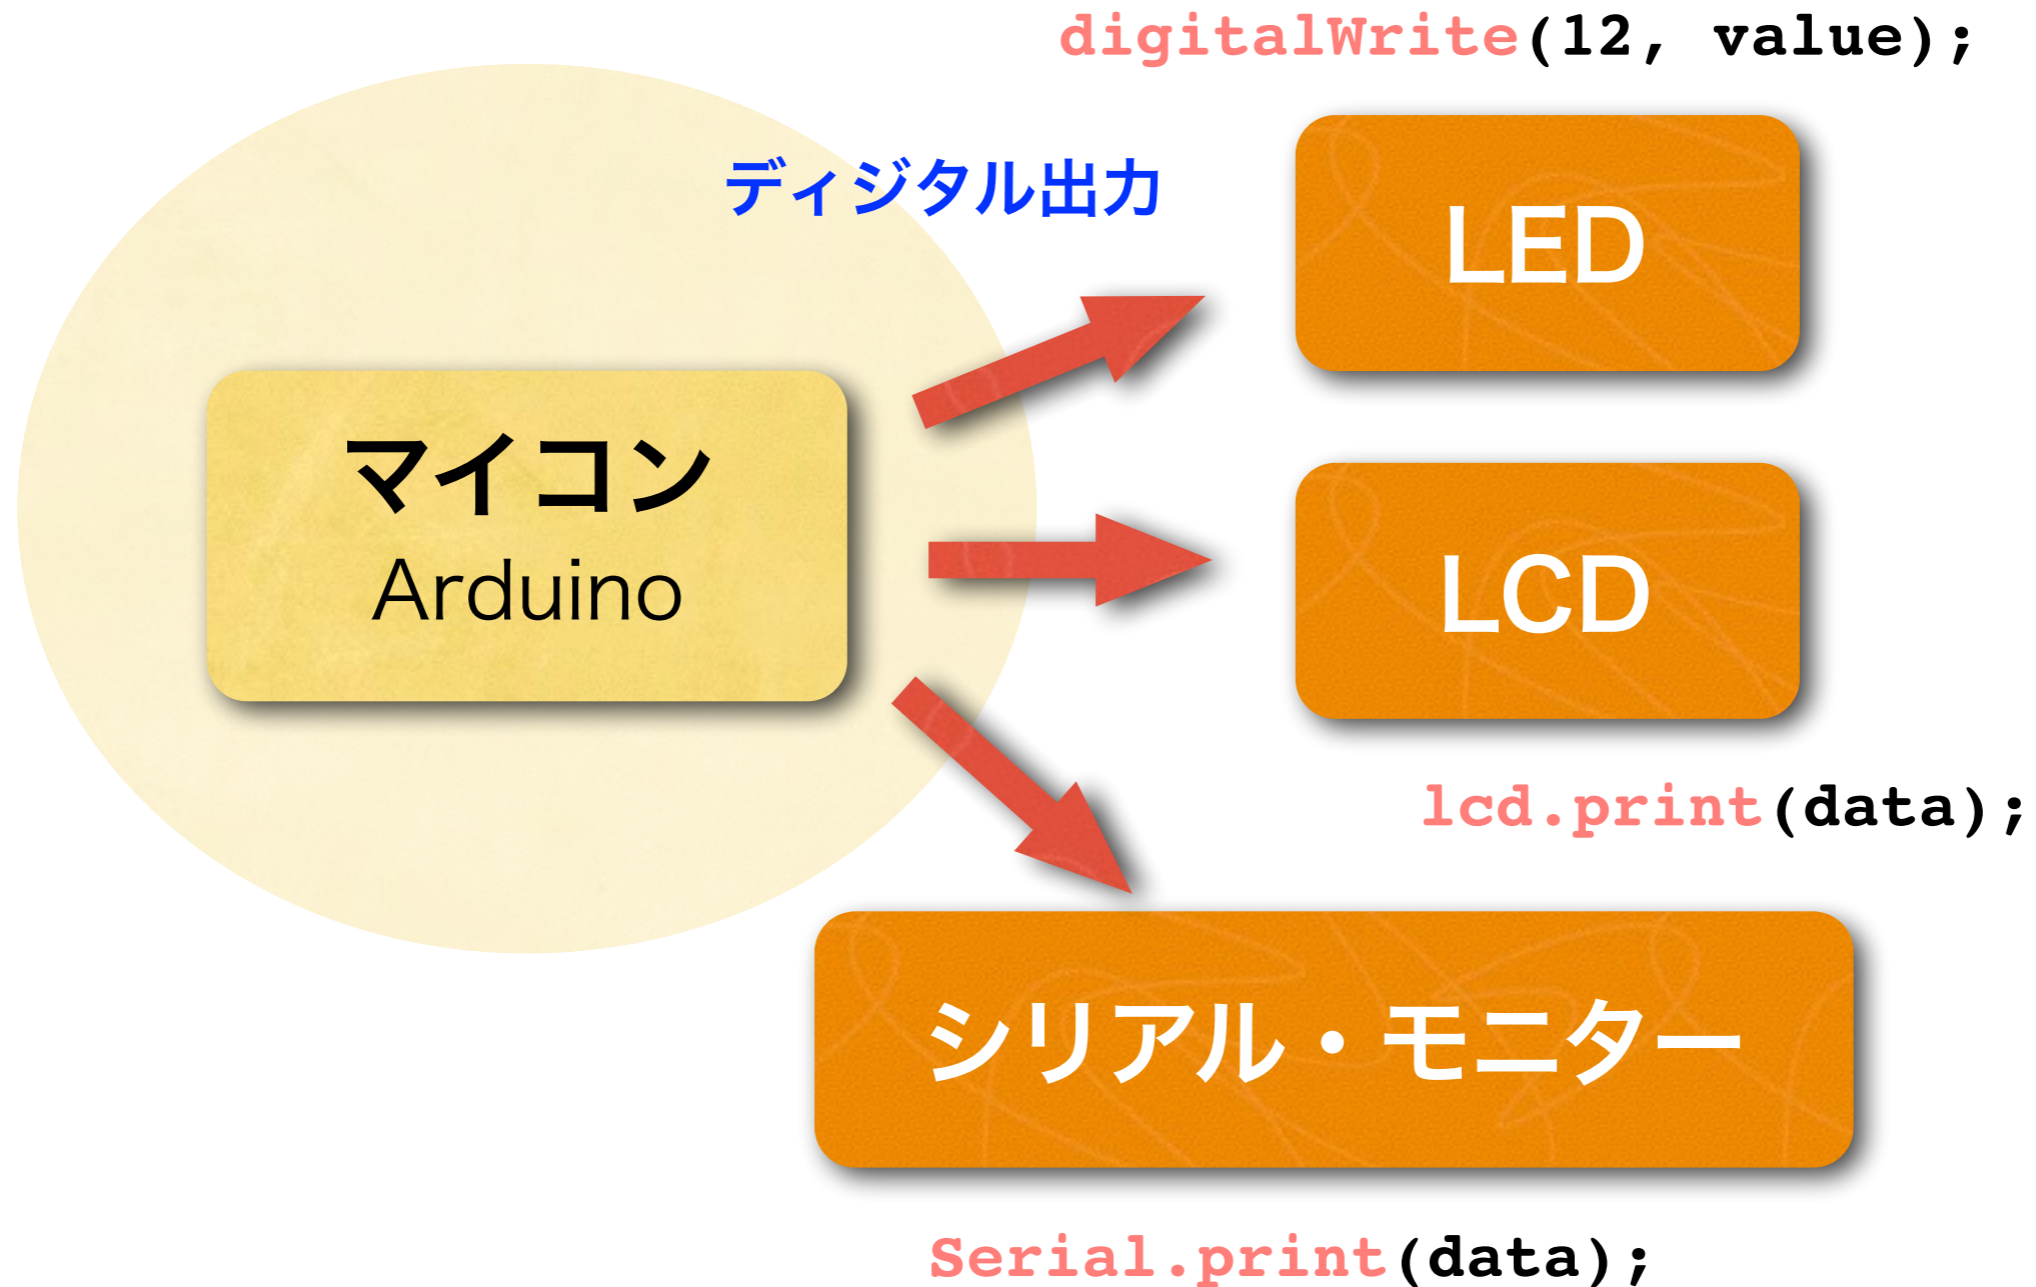 digitalWrite(12, value);
ディジタル出力
LED
マイコン
Arduino
LCD
lcd.print(data);
シリアル・モニター
Serial.print(data);